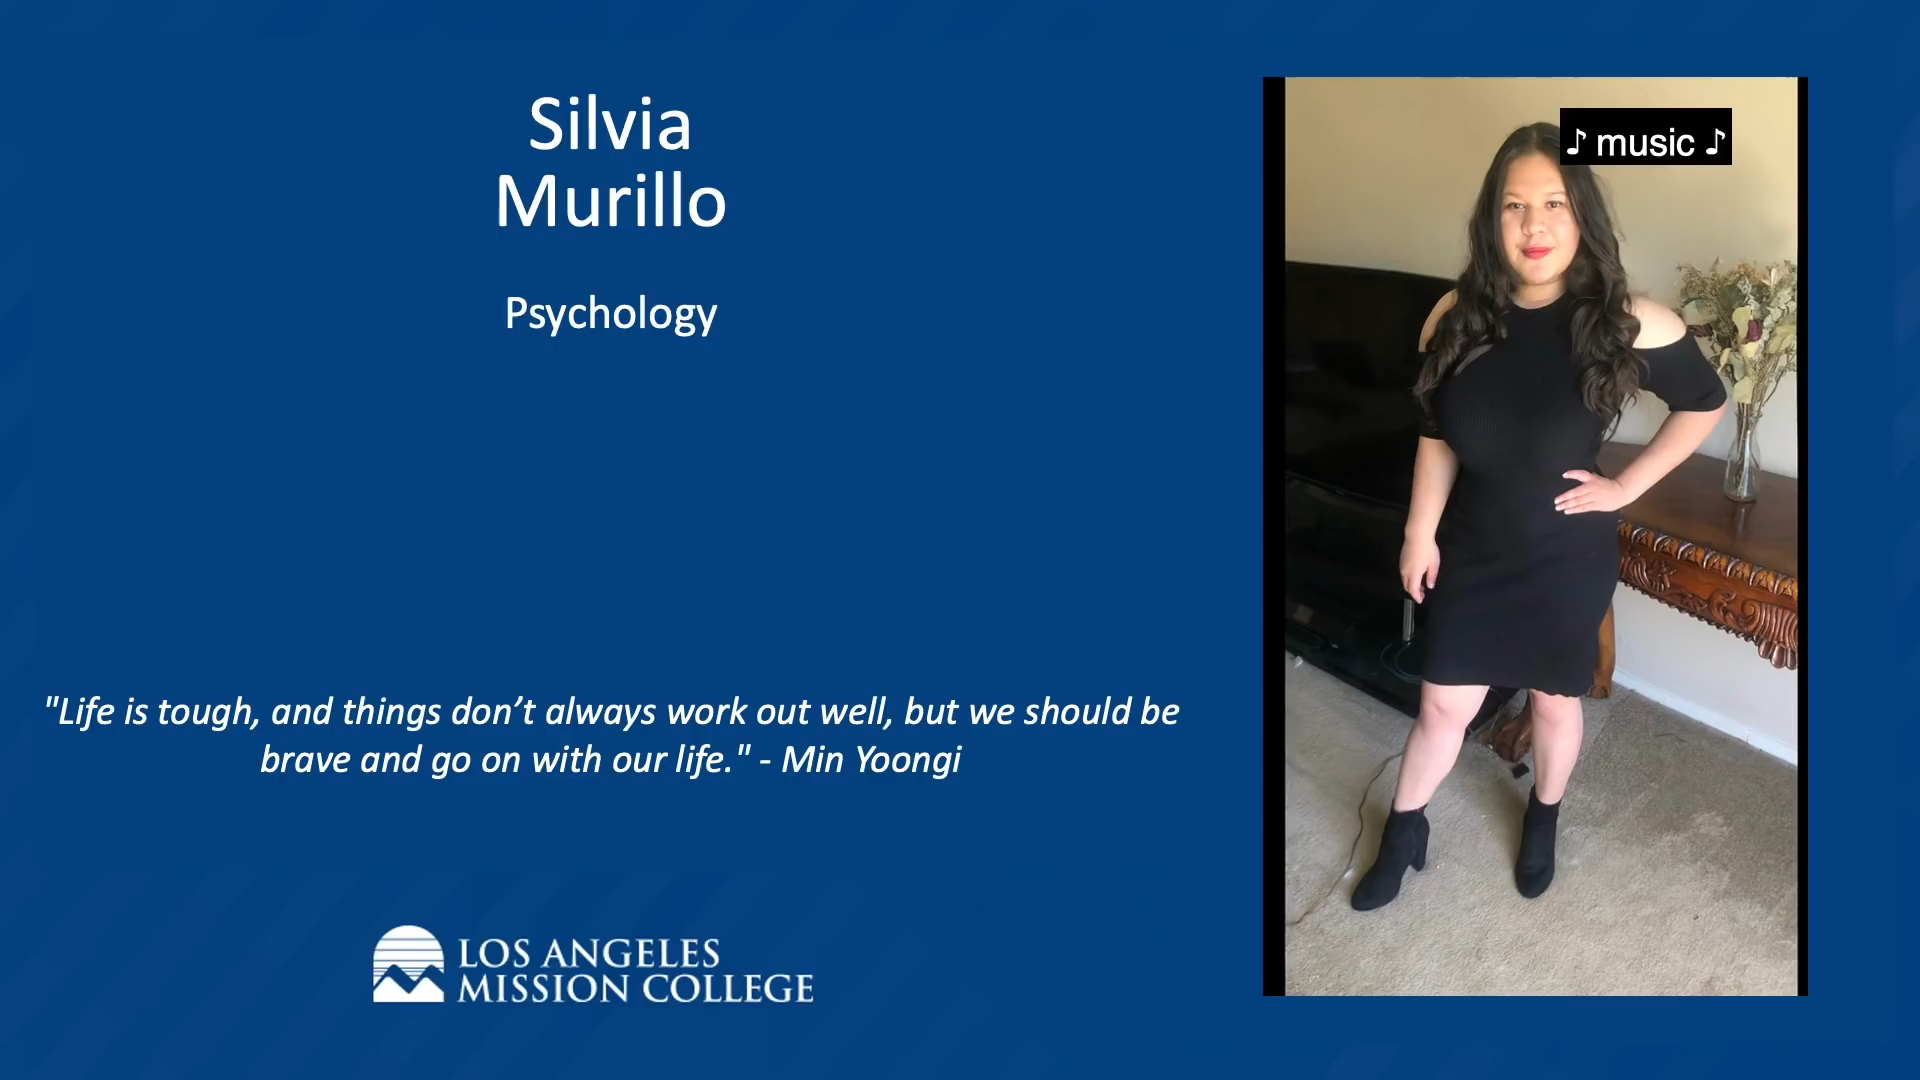 Silvia
Murillo
Psychology
"Life is tough, and things don’t always work out well, but we should be
brave and go on with our life." - Min Yoongi
LOS ANGELES
MISSION COLLEGE
♪ music ♪